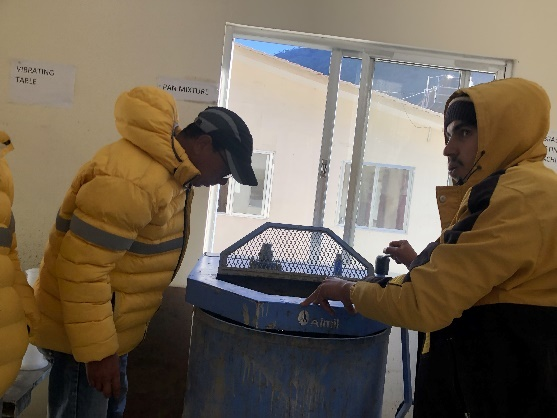 VIBRATING
TABLE
PAN MIXTURE
Aimil